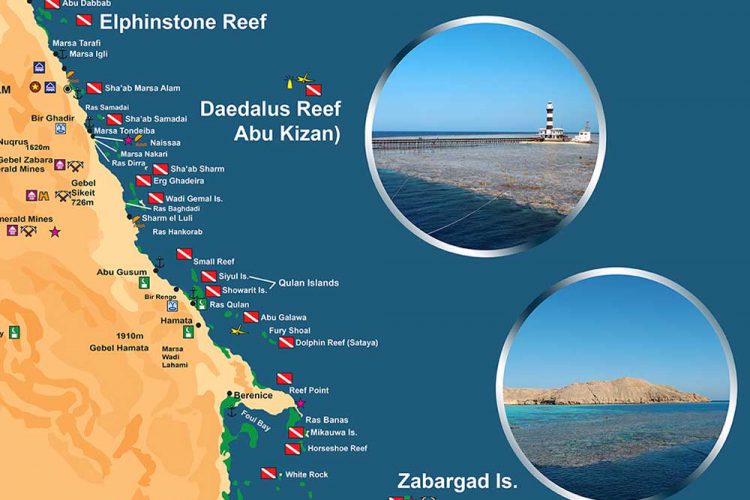 Abu Dabbab
Elphinstone Reef
Marsa Tarafi
Marsa Igli
Sha'ab Marsa Alam
Ras Samadai
Sha'ab Samadai
Bir Ghadir
Marsa Tondeiba
Naissaa
Marsa Nakari
Ras Dirra
Daedalus Reef
Abu Kizan)
Nuqrus
1620m
Gebel Zabara
erald Mines
Sha'ab Sharm
Erg Ghadeira
Gebel
Sikeit
726m
Wadi Gemal Is.
Ras Baghdadi
Sharm el Luli
Ras Hankorab
merald Mines
Small Reef
Siyul Is.
Qulan Islands
Showarit Is.
Abu Gusum
Bir Rengo
Ras Qulan
Hamata
Abu Galawa
Fury Shoal
Dolphin Reef (Sataya)
1910m
Gebel Hamata
Marsa
Wadi
Lahami
Reef Point
Berenice
Foul Bay
Ras Banas
Mikauwa Is.
Horseshoe Reef
White Rock
Zabargad Is.